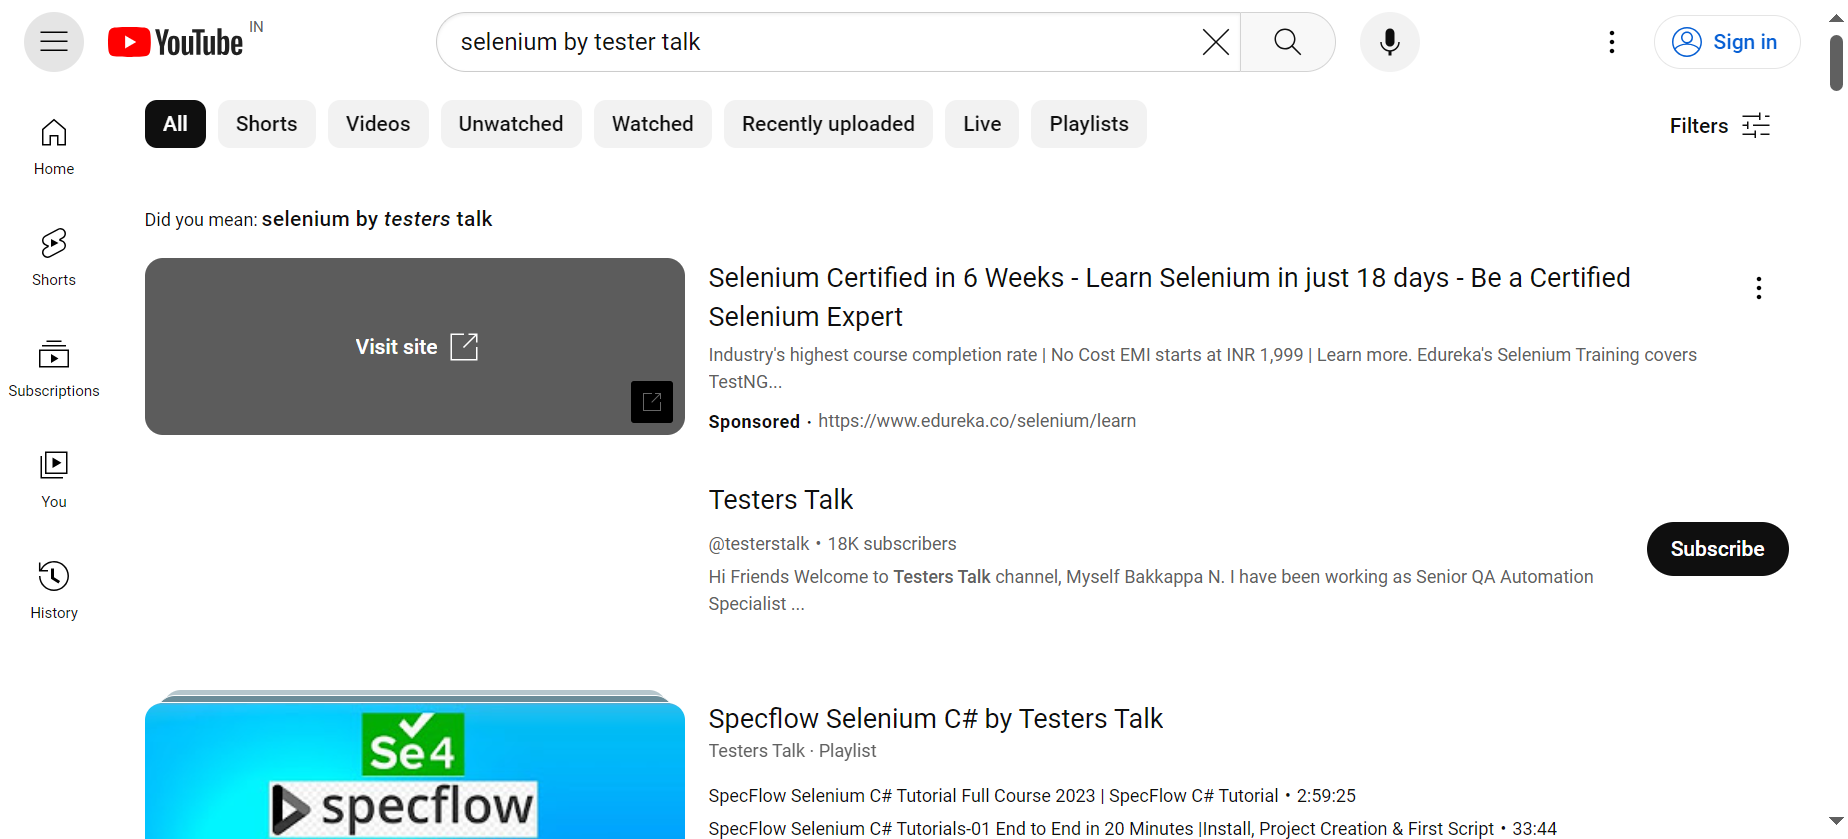 YouTube IN
selenium by tester talk
Sign in
All Shorts Videos Unwatched Watched Recently uploaded Live Playlists
Filters
Home
Shorts
Subscriptions
You
History
Did you mean: selenium by testers talk
Visit site
Selenium Certified in 6 Weeks - Learn Selenium in just 18 days - Be a Certified
Selenium Expert
Industry's highest course completion rate | No Cost EMI starts at INR 1,999 | Learn more. Edureka's Selenium Training covers
TestNG...
Sponsored · https://www.edureka.co/selenium/learn
Testers Talk
@testerstalk • 18K subscribers
Hi Friends Welcome to Testers Talk channel, Myself Bakkappa N. I have been working as Senior QA Automation
Specialist ...
Subscribe
Se4
specflow
Specflow Selenium C# by Testers Talk
Testers Talk · Playlist
SpecFlow Selenium C# Tutorial Full Course 2023 | SpecFlow C# Tutorial • 2:59:25
SpecFlow Selenium C# Tutorials-01 End to End in 20 Minutes |Install, Project Creation & First Script • 33:44